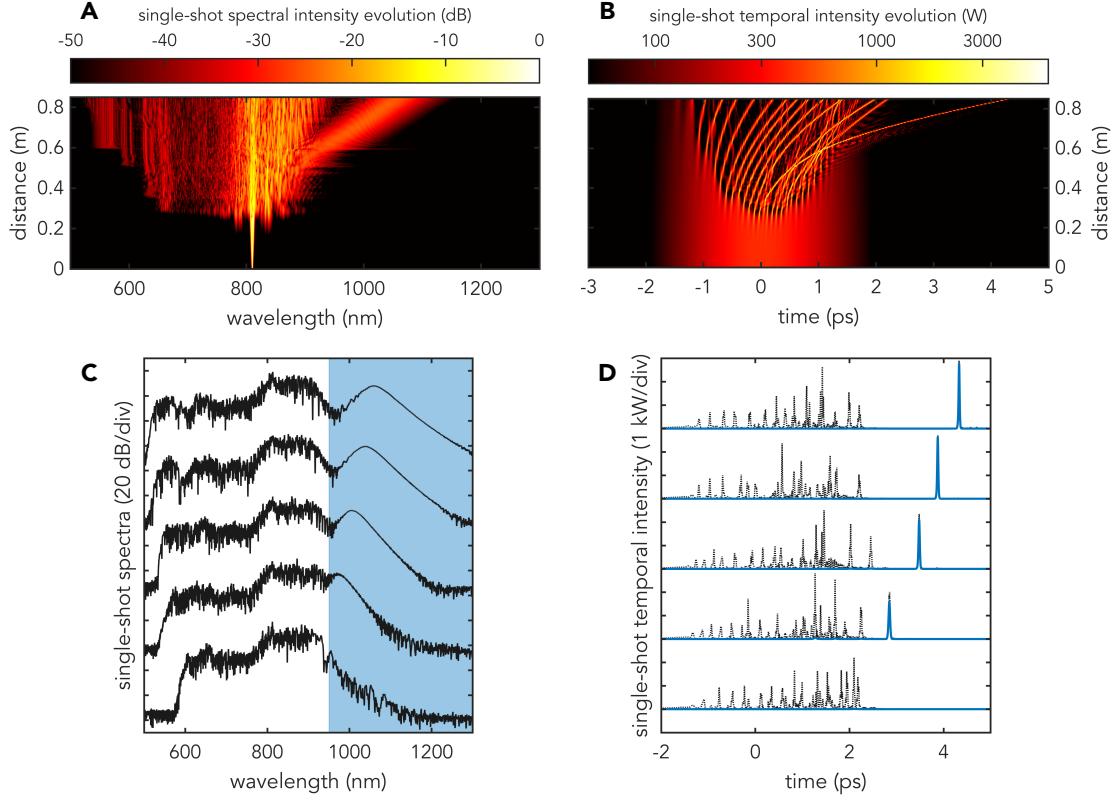 A
single-shot spectral intensity evolution (dB)
-50 -40 -30 -20 -10 0
distance (m)
0.8
0.6
0.4
0.2
0
600 800 1000 1200
wavelength (nm)
B
single-shot temporal intensity evolution (W)
100 300 1000 3000
0.8
0.6
0.4
0.2
0
distance (m)
-3 -2 -1 0 1 2 3 4 5
time (ps)
C
single-shot spectra (20 dB/div)
600 800 1000 1200
wavelength (nm)
D
single-shot temporal intensity (1 kW/div)
-2 0 2 4
time (ps)